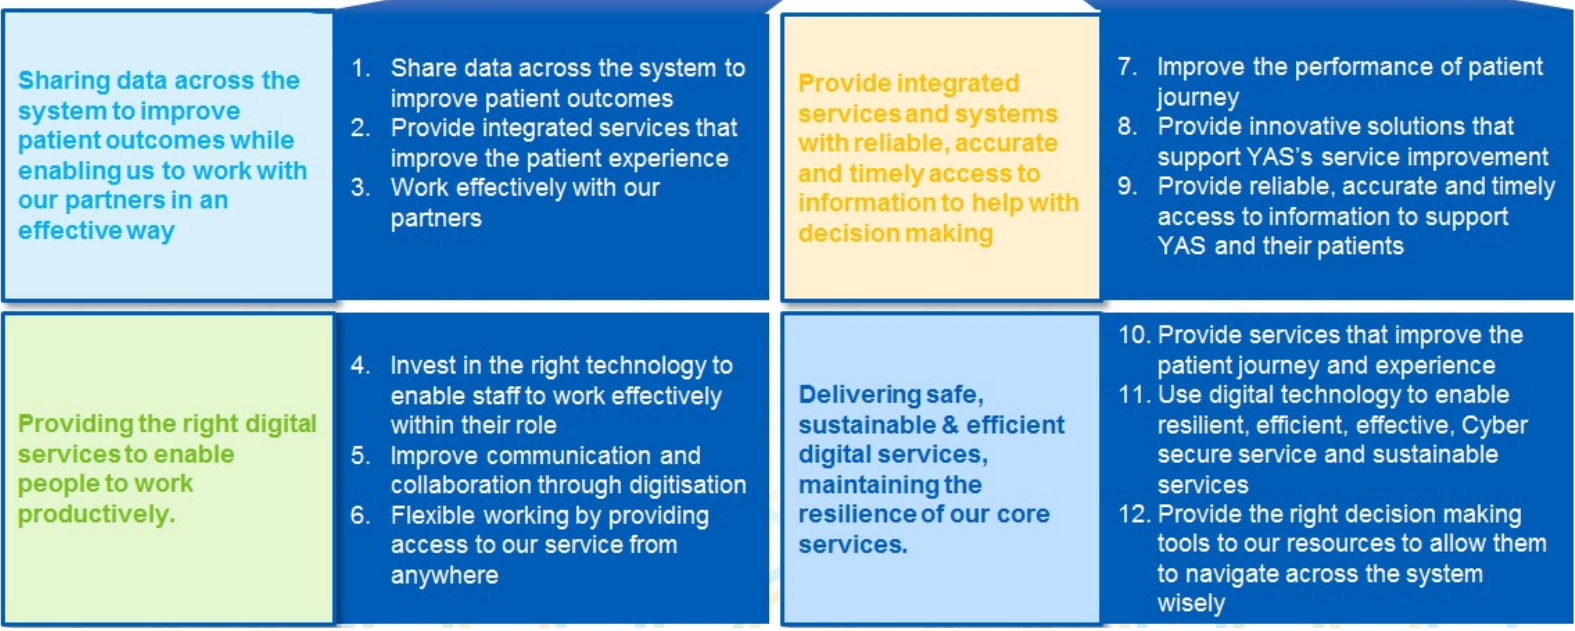 Sharing data across the
system to improve
patient outcomes while
enabling us to work with
our partners in an
effective way
1. Share data across the system to
improve patient outcomes
2. Provide integrated services that
improve the patient experience
3. Work effectively with our
partners
Provide integrated
services and systems
with reliable, accurate
and timely access to
information to help with
decision making
7. Improve the performance of patient
journey
8. Provide innovative solutions that
support YAS's service improvement
9. Provide reliable, accurate and timely
access to information to support
YAS and their patients
Providing the right digital
services to enable
people to work
productively.
4. Invest in the right technology to
enable staff to work effectively
within their role
5. Improve communication and
collaboration through digitisation
6. Flexible working by providing
access to our service from
anywhere
Delivering safe,
sustainable & efficient
digital services,
maintaining the
resilience of our core
services.
10. Provide services that improve the
patient journey and experience
11. Use digital technology to enable
resilient, efficient, effective, Cyber
secure service and sustainable
services
12. Provide the right decision making
tools to our resources to allow them
to navigate across the system
wisely